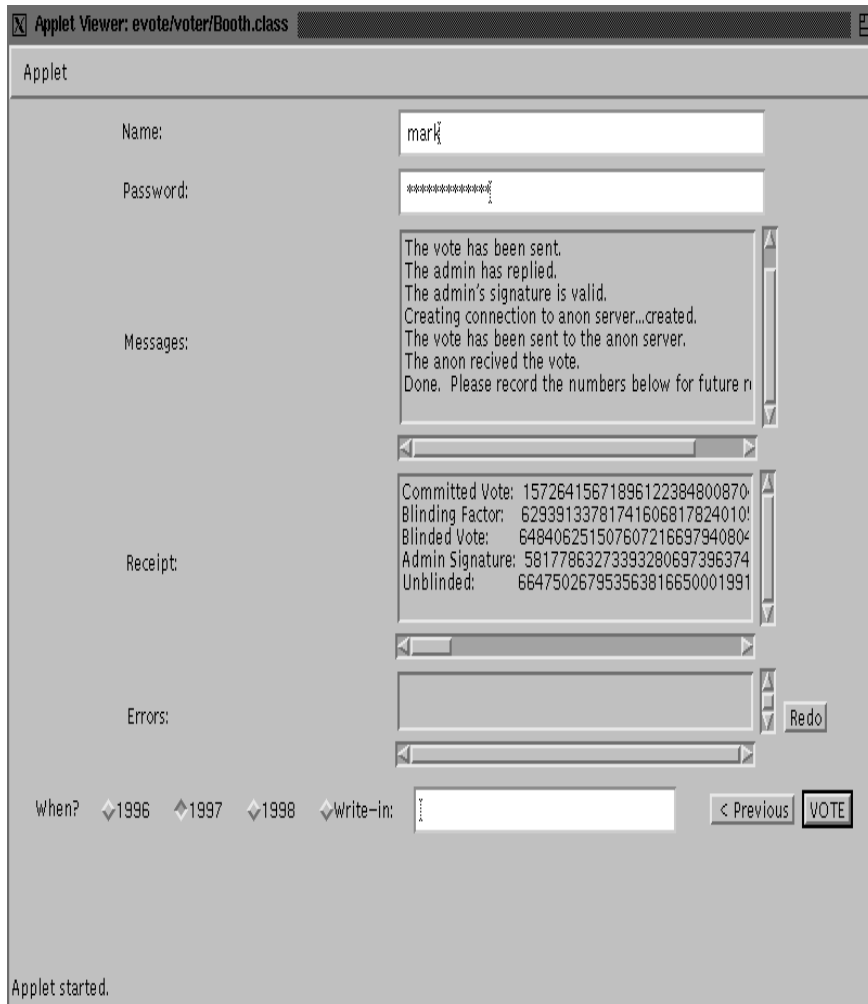 Applet Viewer: evote/voter/Booth.class
Applet
Name: mark
Password: *************
Messages:
The vote has been sent.
The admin has replied.
The admin's signature is valid.
Creating connection to anon server...created.
The vote has been sent to the anon server.
The anon recived the vote.
Done. Please record the numbers below for future
Receipt:
Committed Vote: 15726415671896122384800870
Blinding Factor: 6293913378174160681782401
Blinded Vote: 64840625150760721669794080
Admin Signature: 5817786327339328069739637
Unblinded: 664750267953563816650001991
Errors:
Redo
When? 1996 1997 1998 Write-in: < Previous VOTE
Applet started.